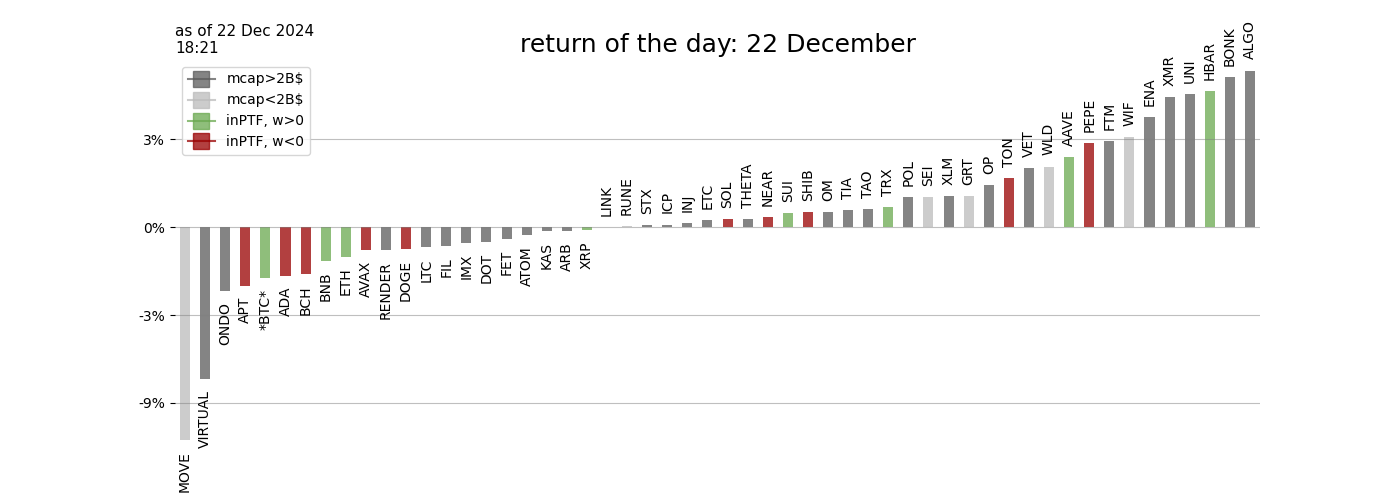 as of 22 Dec 2024
18:21
return of the day: 22 December
mcap>2B$
mcap<2B$
inPTF, w>0
inPTF, w<0
3%
0%
-3%
-9%
MOVE
VIRTUAL
ONDO
APT
*BTC*
ADA
BCH
BNB
ETH
AVAX
RENDER
DOGE
LTC
FIL
IMX
DOT
FET
ATOM
KAS
ARB
XRP
LINK
RUNE
STX
ICP
INJ
ETC
SOL
THETA
NEAR
SUI
SHIB
OM
TIA
TAO
TRX
POL
SEI
XLM
GRT
OP
TON
VET
WLD
AAVE
PEPE
FTM
WIF
ENA
XMR
UNI
HBAR
BONK
ALGO